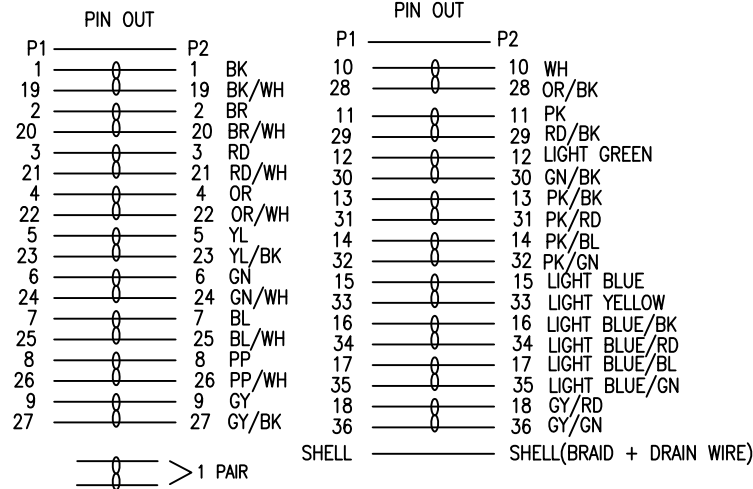 PIN OUT
P1 P2
1 1 BK
19 19 BK/WH
2 2 BR
20 20 BR/WH
3 3 RD
21 21 RD/WH
4 4 OR
22 22 OR/WH
5 5 YL
23 23 YL/BK
6 6 GN
24 24 GN/WH
7 7 BL
25 25 BL/WH
8 8 PP
26 26 PP/WH
9 9 GY
27 27 GY/BK
1 PAIR
PIN OUT
P1 P2
10 10 WH
28 28 OR/BK
11 11 PK
29 29 RD/BK
12 12 LIGHT GREEN
30 30 GN/BK
13 13 PK/BK
31 31 PK/RD
14 14 PK/BL
32 32 PK/GN
15 15 LIGHT BLUE
33 33 LIGHT YELLOW
16 16 LIGHT BLUE/BK
34 34 LIGHT BLUE/RD
17 17 LIGHT BLUE/BL
35 35 LIGHT BLUE/GN
18 18 GY/RD
36 36 GY/GN
SHELL SHELL(BRAID + DRAIN WIRE)